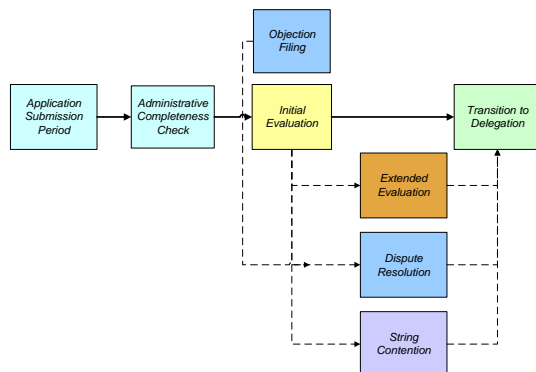 Objection
Filing
Application
Submission
Period
Administrative
Completeness
Check
Initial
Evaluation
Transition to
Delegation
Extended
Evaluation
Dispute
Resolution
String
Contention